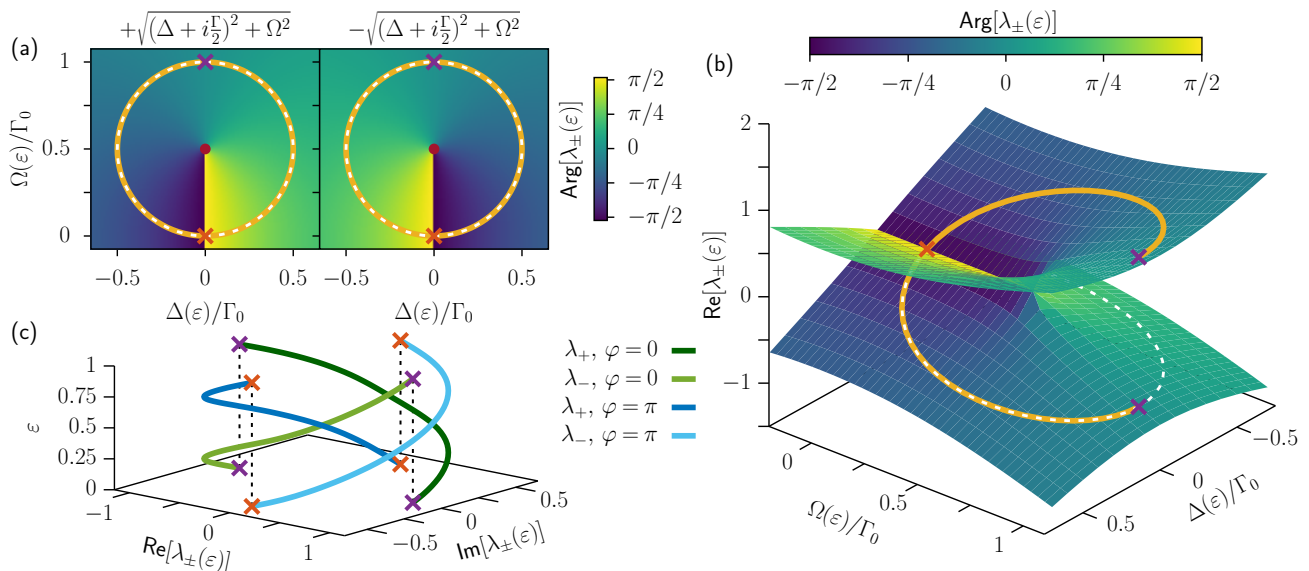 (a)
+√(Δ + i Γ/2)² + Ω²
−√(Δ + i Γ/2)² + Ω²
Ω(ε)/Γ₀
1
0.5
0
−0.5
0
0.5
−0.5
0
0.5
Δ(ε)/Γ₀
Δ(ε)/Γ₀
Arg[λ±(ε)]
π/2
π/4
0
−π/4
−π/2
(b)
Arg[λ±(ε)]
−π/2
−π/4
0
π/4
π/2
Re[λ±(ε)]
2
1
0
−1
0
0.5
1
Ω(ε)/Γ₀
−0.5
0
0.5
Δ(ε)/Γ₀
(c)
ε
1
0.75
0.5
0.25
0
−1
0
1
Re[λ±(ε)]
−0.5
0
0.5
Im[λ±(ε)]
λ₊, φ = 0
λ₋, φ = 0
λ₊, φ = π
λ₋, φ = π